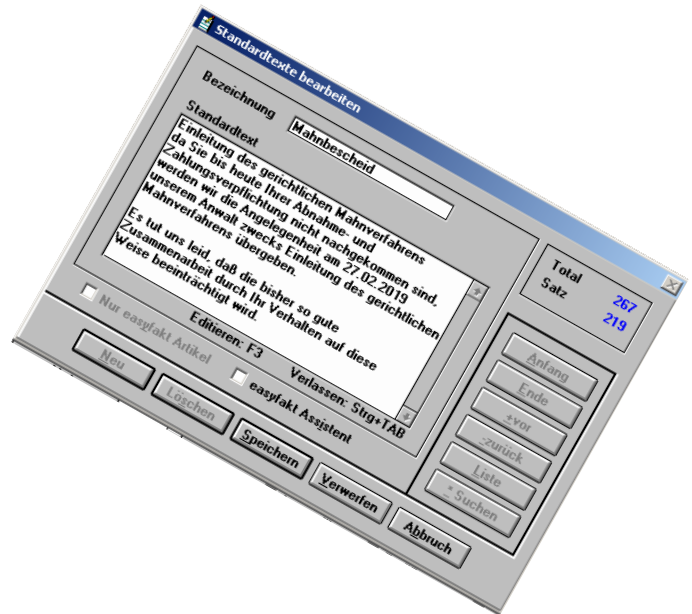 Standardtexte bearbeiten
Bezeichnung
Mahnbescheid
Standardtext
Einleitung des gerichtlichen Mahnverfahrens
da Sie bis heute Ihrer Abnahme- und
Zahlungsverpflichtung nicht nachgekommen sind,
werden wir die Angelegenheit am 27.02.2019
unserem Anwalt zwecks Einleitung des gerichtlichen
Mahnverfahrens übergeben.
Es tut uns leid, daß die bisher so gute
Zusammenarbeit durch Ihr Verhalten auf diese
Weise beeinträchtigt wird.
Editieren: F3
Verlassen: Strg+TAB
Nur easyfakt Artikel
easyfakt Assistent
Total 267
Satz 219
Anfang
Ende
+vor
-zurück
Liste
* Suchen
Neu
Löschen
Speichern
Verwerfen
Abbruch